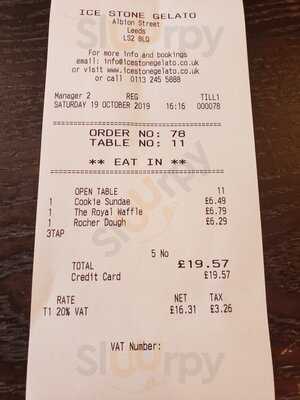 ICE STONE GELATO
Albion Street
Leeds
LS2 8LQ
For more info and bookings
email: info@icestonegelato.co.uk
or visit www.icestonegelato.co.uk
or call 0113 245 5888
Manager 2 REG TILL1
SATURDAY 19 OCTOBER 2019 16:16 000078
ORDER NO: 78
TABLE NO: 11
** EAT IN **
OPEN TABLE 11
1 Cookie Sundae £6.49
1 The Royal Waffle £6.79
1 Rocher Dough £6.29
3TAP
5 No
TOTAL £19.57
Credit Card £19.57
RATE NET TAX
T1 20% VAT £16.31 £3.26
VAT Number:
sluurpy